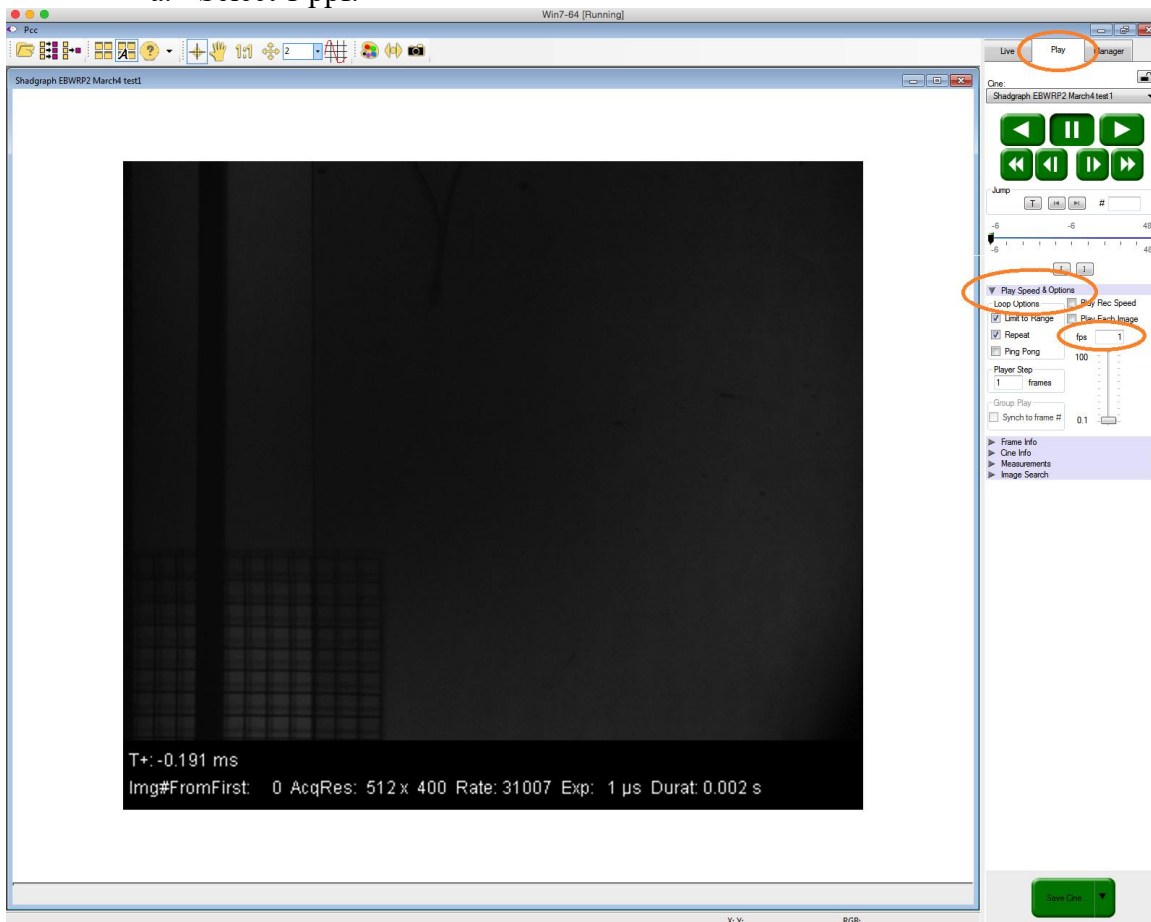 Win7-64 [Running]
Pcc
1:1
2
Shadgraph EBWRP2 March4 test1
Live
Play
Manager
Cine:
Shadgraph EBWRP2 March4 test1
Jump
T
#
-6 -6 48
-6 48
[ ]
Play Speed & Options
Loop Options
Play Rec Speed
Limit to Range
Play Each Image
Repeat
fps 1
Ping Pong
100
Player Step
1 frames
Group Play
Synch to frame #
0.1
Frame Info
Cine Info
Measurements
Image Search
T+: -0.191 ms
Img#FromFirst: 0 AcqRes: 512 x 400 Rate: 31007 Exp: 1 µs Durat: 0.002 s
Save Cine...
X: Y: RGB: